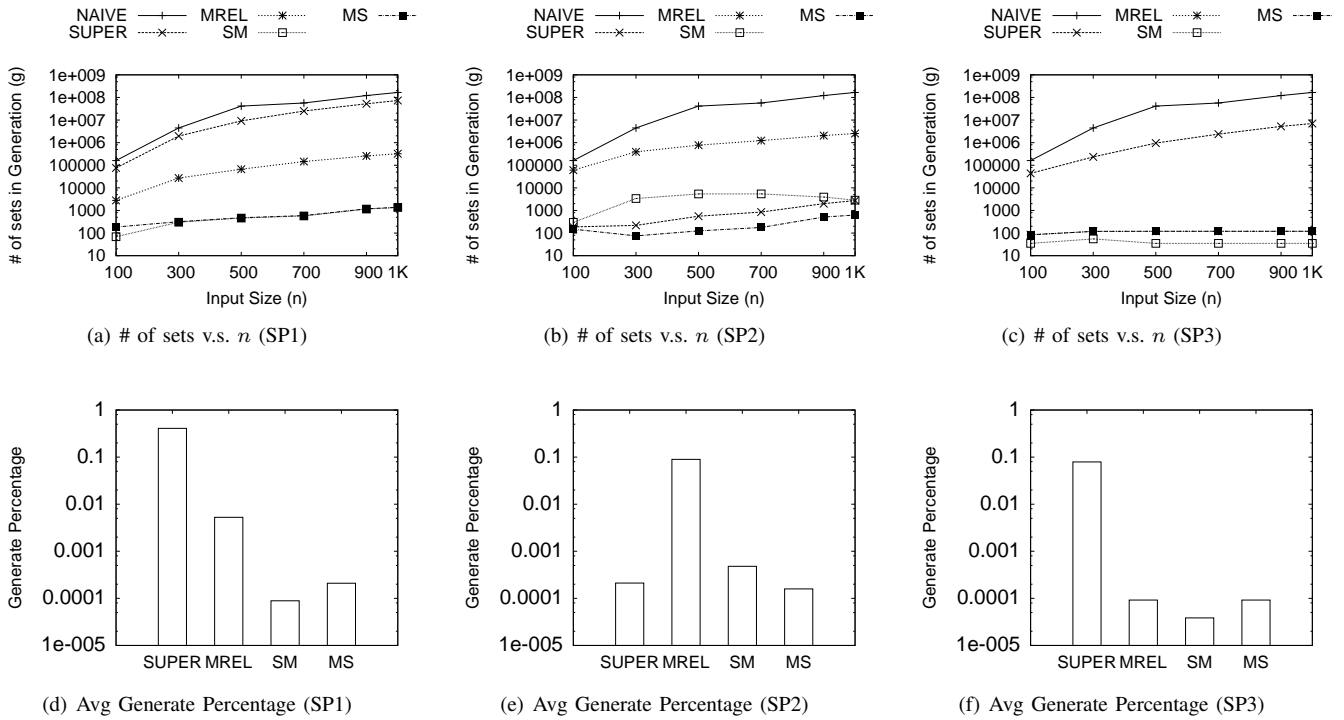 NAIVE MREL MS
SUPER SM
# of sets in Generation (g)
1e+009
1e+008
1e+007
1e+006
100000
10000
1000
100
10
100 300 500 700 900 1K
Input Size (n)
(a) # of sets v.s. n (SP1)
NAIVE MREL MS
SUPER SM
# of sets in Generation (g)
1e+009
1e+008
1e+007
1e+006
100000
10000
1000
100
10
100 300 500 700 900 1K
Input Size (n)
(b) # of sets v.s. n (SP2)
NAIVE MREL MS
SUPER SM
# of sets in Generation (g)
1e+009
1e+008
1e+007
1e+006
100000
10000
1000
100
10
100 300 500 700 900 1K
Input Size (n)
(c) # of sets v.s. n (SP3)
Generate Percentage
1
0.1
0.01
0.001
0.0001
1e-005
SUPER MREL SM MS
(d) Avg Generate Percentage (SP1)
Generate Percentage
1
0.1
0.01
0.001
0.0001
1e-005
SUPER MREL SM MS
(e) Avg Generate Percentage (SP2)
Generate Percentage
1
0.1
0.01
0.001
0.0001
1e-005
SUPER MREL SM MS
(f) Avg Generate Percentage (SP3)